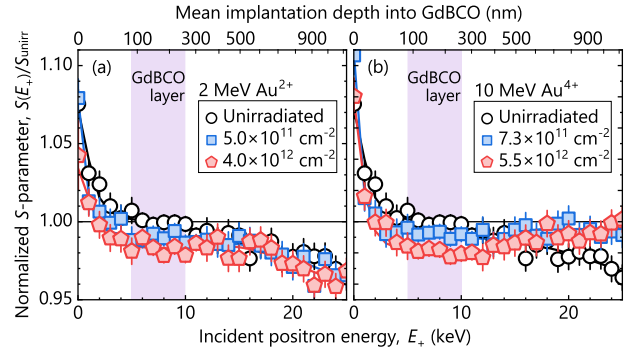 Mean implantation depth into GdBCO (nm)
0 100 300 500 900 0 100 300 500 900
Normalized S-parameter, S(E₊)/Sunirr
1.10
1.05
1.00
0.95
(a)
GdBCO
layer
2 MeV Au²⁺
Unirradiated
5.0×10¹¹ cm⁻²
4.0×10¹² cm⁻²
(b)
GdBCO
layer
10 MeV Au⁴⁺
Unirradiated
7.3×10¹¹ cm⁻²
5.5×10¹² cm⁻²
0 10 20 0 10 20
Incident positron energy, E₊ (keV)